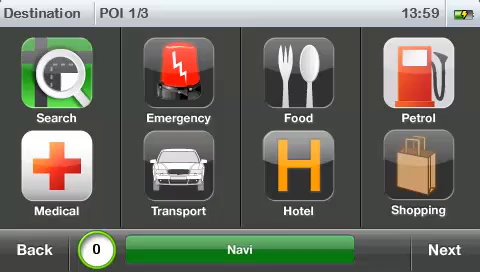 Destination POI 1/3 13:59
Search Emergency Food Petrol
H
Medical Transport Hotel Shopping
Back 0 Navi Next